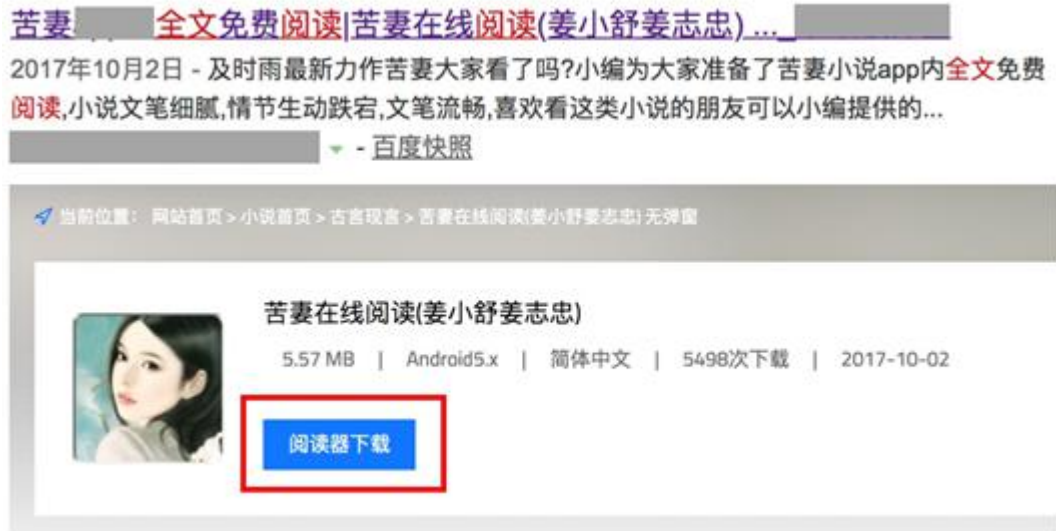 苦妻 全文免费阅读|苦妻在线阅读(姜小舒姜志忠) ..._
2017年10月2日 - 及时雨最新力作苦妻大家看了吗?小编为大家准备了苦妻小说app内全文免费
阅读,小说文笔细腻,情节生动跌宕,文笔流畅,喜欢看这类小说的朋友可以小编提供的...
- 百度快照
当前位置: 网站首页 > 小说首页 > 古言现言 > 苦妻在线阅读(姜小舒姜志忠) 无弹窗
苦妻在线阅读(姜小舒姜志忠)
5.57 MB | Android5.x | 简体中文 | 5498次下载 | 2017-10-02
阅读器下载